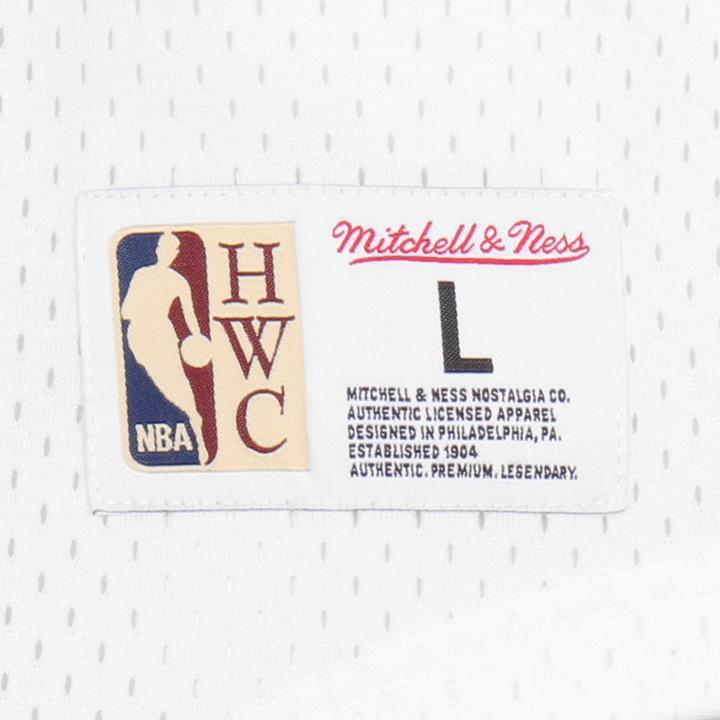 NBA
H
W
C
Mitchell & Ness
L
MITCHELL & NESS NOSTALGIA CO.
AUTHENTIC LICENSED APPAREL
DESIGNED IN PHILADELPHIA, PA.
ESTABLISHED 1904
AUTHENTIC. PREMIUM. LEGENDARY.